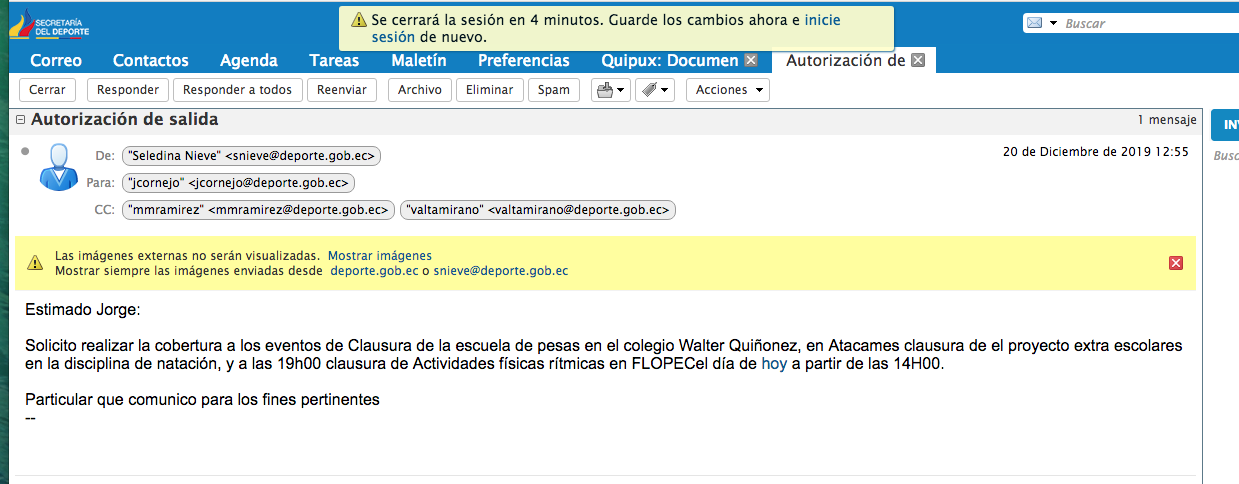 SECRETARÍA
DEL DEPORTE
Se cerrará la sesión en 4 minutos. Guarde los cambios ahora e inicie
sesión de nuevo.
Buscar
Correo Contactos Agenda Tareas Maletín Preferencias Quipux: Documen Autorización de
Cerrar Responder Responder a todos Reenviar Archivo Eliminar Spam Acciones
Autorización de salida 1 mensaje
INV
De: "Seledina Nieve" <snieve@deporte.gob.ec> 20 de Diciembre de 2019 12:55
Busc
Para: "jcornejo" <jcornejo@deporte.gob.ec>
CC: "mmramirez" <mmramirez@deporte.gob.ec> "valtamirano" <valtamirano@deporte.gob.ec>
Las imágenes externas no serán visualizadas. Mostrar imágenes
Mostrar siempre las imágenes enviadas desde deporte.gob.ec o snieve@deporte.gob.ec
Estimado Jorge:
Solicito realizar la cobertura a los eventos de Clausura de la escuela de pesas en el colegio Walter Quiñonez, en Atacames clausura de el proyecto extra escolares
en la disciplina de natación, y a las 19h00 clausura de Actividades físicas rítmicas en FLOPECel día de hoy a partir de las 14H00.
Particular que comunico para los fines pertinentes
--